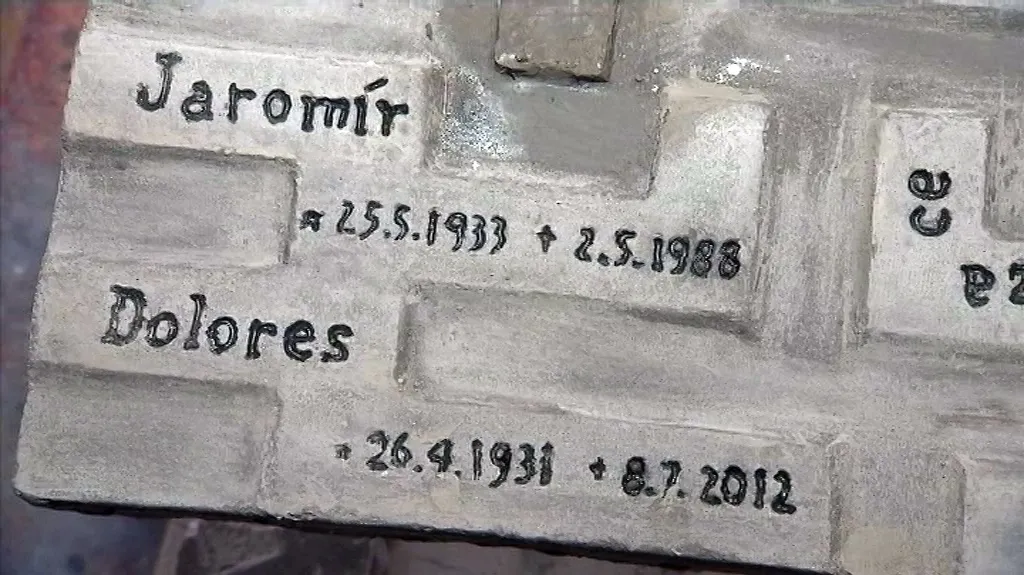 Jaromír
* 25.5.1933 + 2.5.1988
Dolores
* 26.4.1931 + 8.7.2012